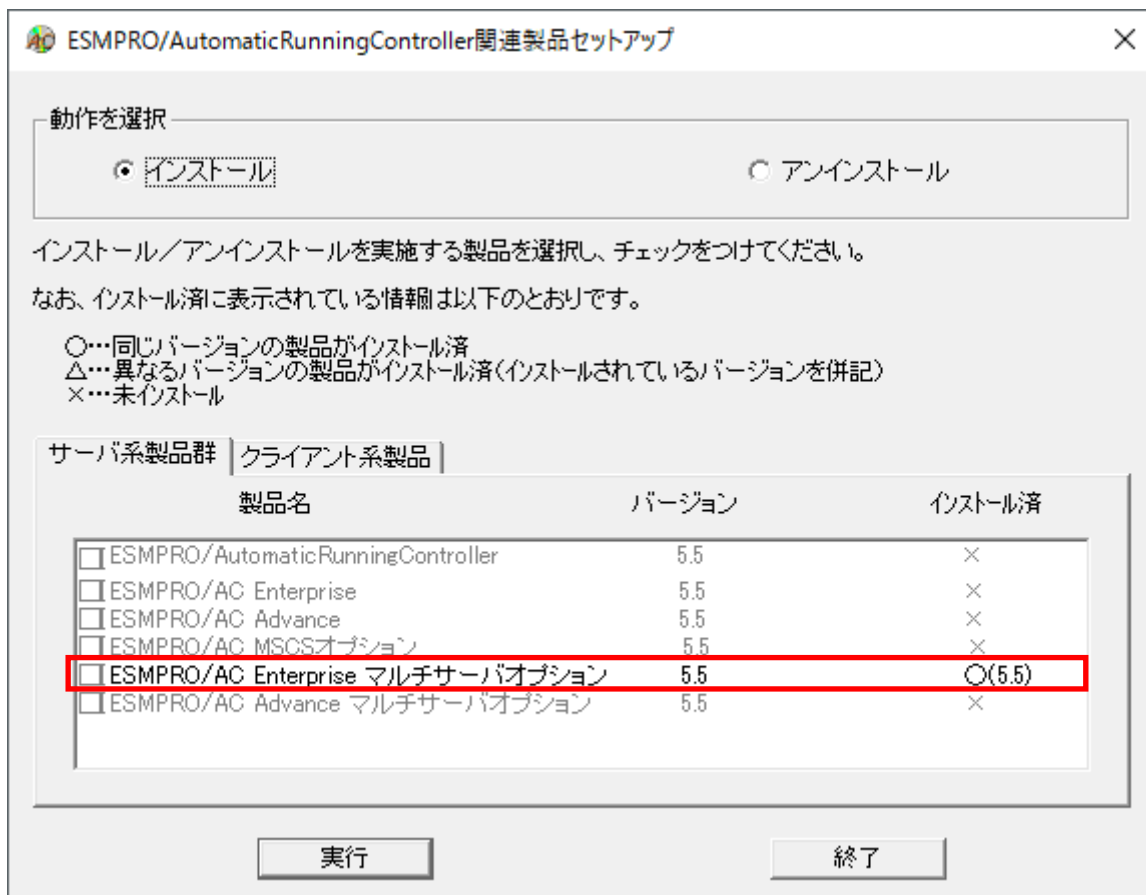 ESMPRO/AutomaticRunningController関連製品セットアップ
動作を選択
インストール アンインストール
インストール／アンインストールを実施する製品を選択し、チェックをつけてください。
なお、インストール済に表示されている情報は以下のとおりです。
○…同じバージョンの製品がインストール済
△…異なるバージョンの製品がインストール済(インストールされているバージョンを併記)
×…未インストール
サーバ系製品群 クライアント系製品
製品名 バージョン インストール済
ESMPRO/AutomaticRunningController 5.5 ×
ESMPRO/AC Enterprise 5.5 ×
ESMPRO/AC Advance 5.5 ×
ESMPRO/AC MSCSオプション 5.5 ×
ESMPRO/AC Enterprise マルチサーバオプション 5.5 ○(5.5)
ESMPRO/AC Advance マルチサーバオプション 5.5 ×
実行 終了